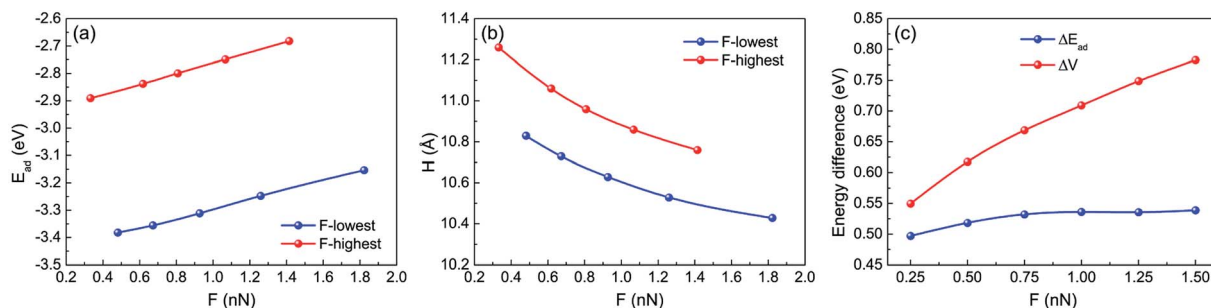 (a)
-2.5
-2.6
-2.7
-2.8
-2.9
-3.0
-3.1
-3.2
-3.3
-3.4
-3.5
E_ad (eV)
F-lowest
F-highest
0.2 0.4 0.6 0.8 1.0 1.2 1.4 1.6 1.8 2.0
F (nN)
(b)
11.4
11.2
11.0
10.8
10.6
10.4
10.2
H (Å)
F-lowest
F-highest
0.2 0.4 0.6 0.8 1.0 1.2 1.4 1.6 1.8 2.0
F (nN)
(c)
0.85
0.80
0.75
0.70
0.65
0.60
0.55
0.50
0.45
Energy difference (eV)
ΔE_ad
ΔV
0.25 0.50 0.75 1.00 1.25 1.50
F (nN)